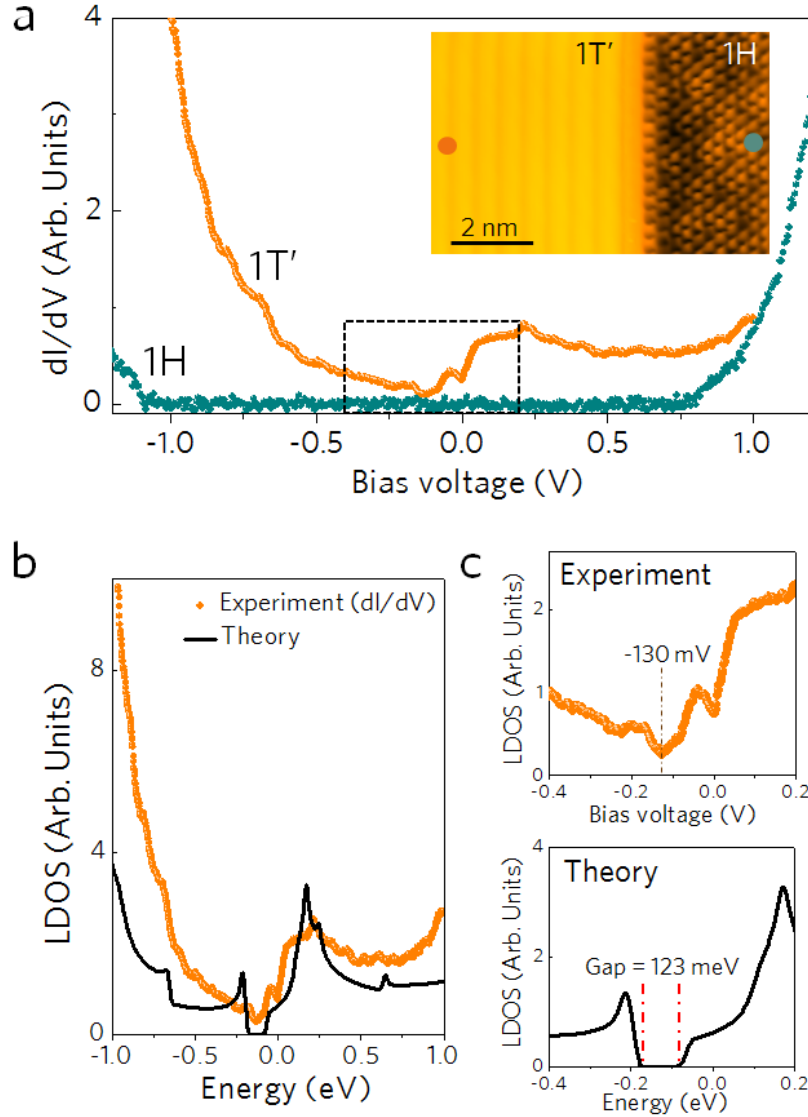 a
4
2
0
dI/dV (Arb. Units)
1T′
1H
1T′
1H
2 nm
-1.0
-0.5
0.0
0.5
1.0
Bias voltage (V)
b
8
4
0
LDOS (Arb. Units)
Experiment (dI/dV)
Theory
-1.0
-0.5
0.0
0.5
1.0
Energy (eV)
c
Experiment
-130 mV
2
1
0
LDOS (Arb. Units)
-0.4
-0.2
0.0
0.2
Bias voltage (V)
Theory
Gap = 123 meV
4
2
0
LDOS (Arb. Units)
-0.4
-0.2
0.0
0.2
Energy (eV)